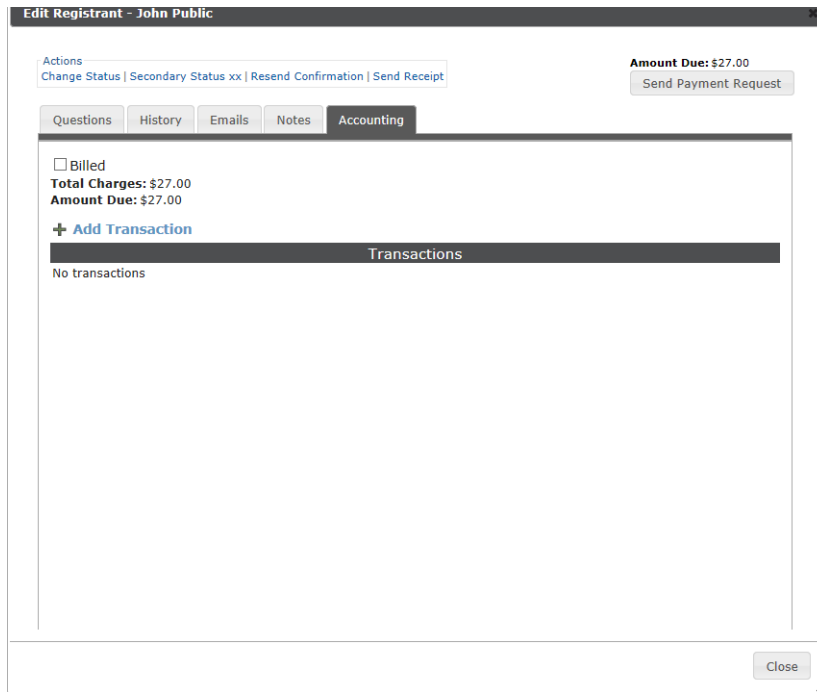 Edit Registrant - John Public
Actions
Change Status | Secondary Status xx | Resend Confirmation | Send Receipt
Amount Due: $27.00
Send Payment Request
Questions History Emails Notes Accounting
Billed
Total Charges: $27.00
Amount Due: $27.00
Add Transaction
Transactions
No transactions
Close